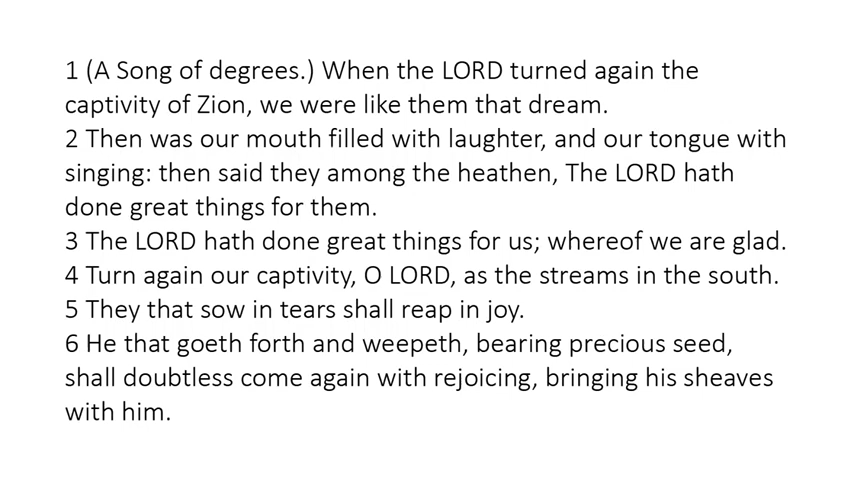 1 (A Song of degrees.) When the LORD turned again the
captivity of Zion, we were like them that dream.
2 Then was our mouth filled with laughter, and our tongue with
singing: then said they among the heathen, The LORD hath
done great things for them.
3 The LORD hath done great things for us; whereof we are glad.
4 Turn again our captivity, O LORD, as the streams in the south.
5 They that sow in tears shall reap in joy.
6 He that goeth forth and weepeth, bearing precious seed,
shall doubtless come again with rejoicing, bringing his sheaves
with him.